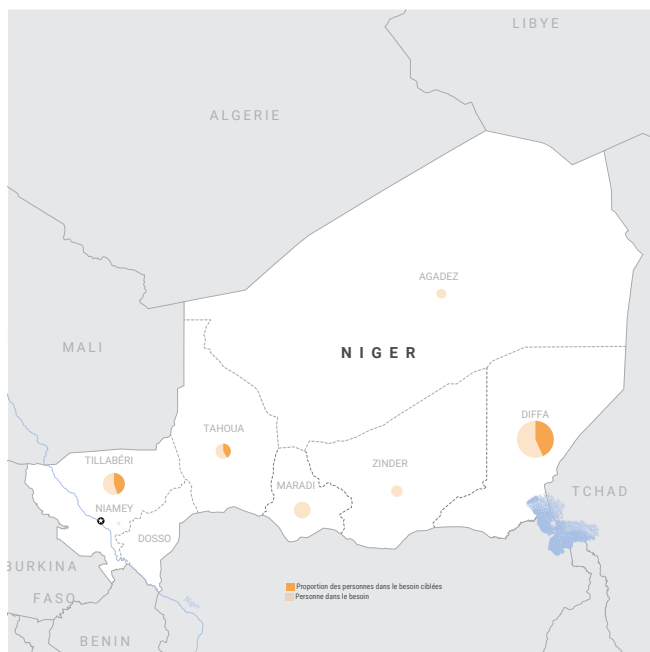 LIBYE
ALGERIE
AGADEZ
MALI
NIGER
DIFFA
TAHOUA
TILLABÉRI
ZINDER
MARADI
TCHAD
NIAMEY
DOSSO
BURKINA
FASO
Proportion des personnes dans le besoin ciblées
Personne dans le besoin
Niger
BENIN